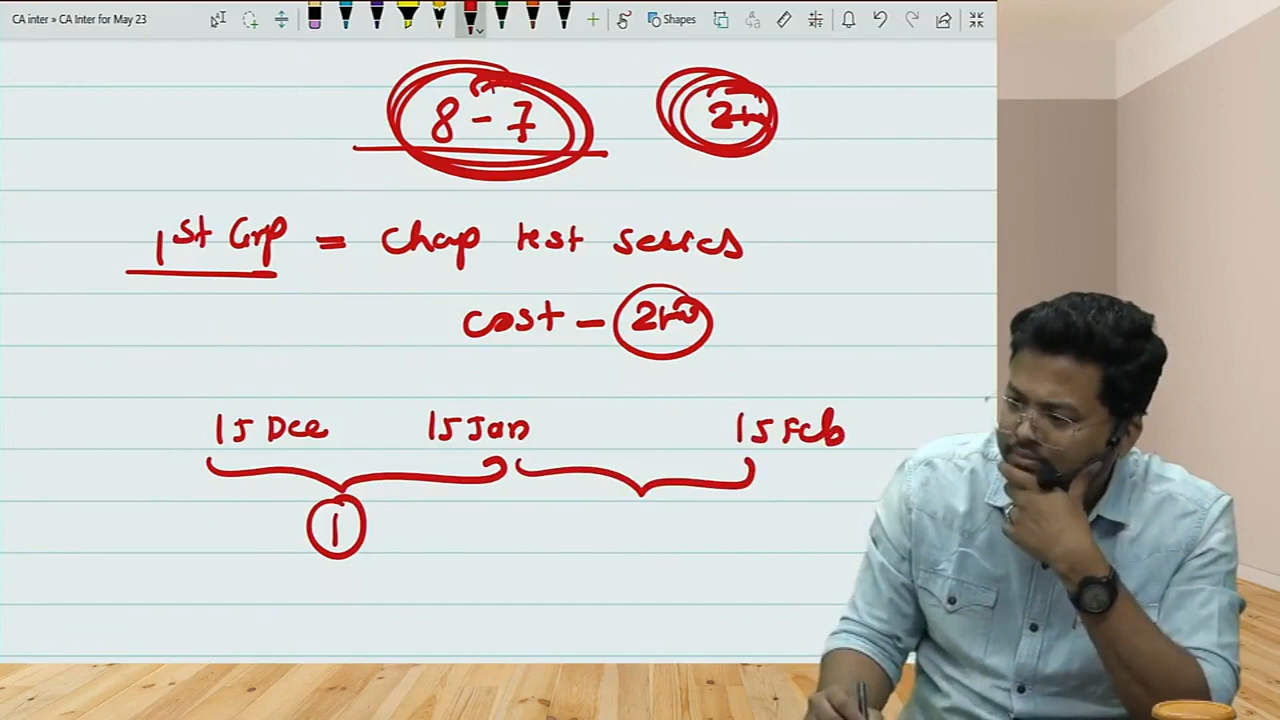 CA inter » CA Inter for May 23
Shapes
8 - 7
1st Grp = Chap test series
cost -
15 Dec 15 Jan 15 Feb
1